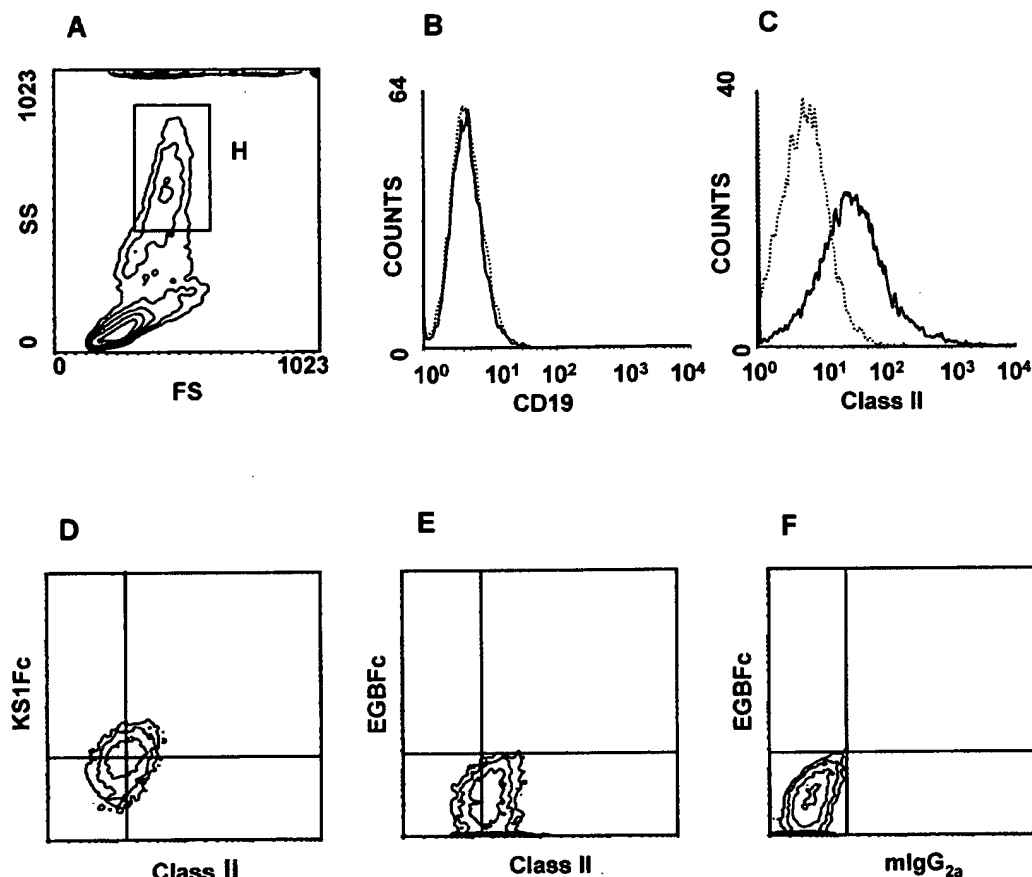 A
1023
SS
0
H
0
1023
FS
B
64
COUNTS
0
10⁰ 10¹ 10² 10³ 10⁴
CD19
C
40
COUNTS
0
10⁰ 10¹ 10² 10³ 10⁴
Class II
D
KS1Fc
Class II
E
EGBFc
Class II
F
EGBFc
mIgG₂ₐ